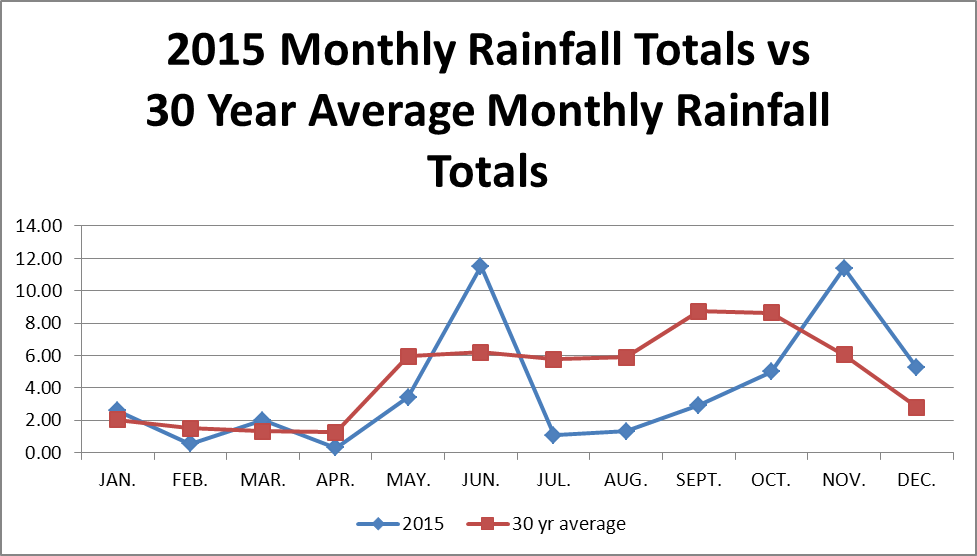 2015 Monthly Rainfall Totals vs
30 Year Average Monthly Rainfall
Totals
14.00
12.00
10.00
8.00
6.00
4.00
2.00
0.00
JAN. FEB. MAR. APR. MAY. JUN. JUL. AUG. SEPT. OCT. NOV. DEC.
2015 30 yr average